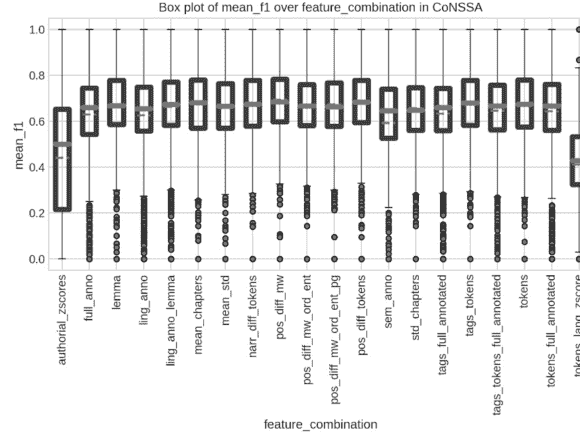 Box plot of mean_f1 over feature_combination in CoNSSA
1.0
0.8
0.6
0.4
0.2
0.0
mean_f1
authorial_zscores
full_anno
lemma
ling_anno
ling_anno_lemma
mean_chapters
mean_std
narr_diff_tokens
pos_diff_mw
pos_diff_mw_ord_ent
pos_diff_mw_ord_ent_pg
pos_diff_tokens
sem_anno
std_chapters
tags_full_annotated
tags_tokens
tags_tokens_full_annotated
tokens
tokens_full_annotated
tokens_lang_zscore
feature_combination